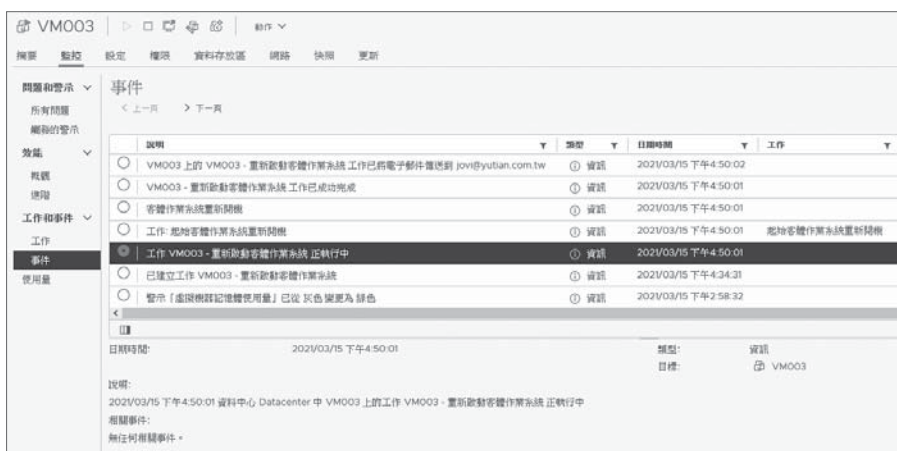 VM003 動作
摘要 監控 設定 權限 資料存放區 網路 快照 更新
問題和警示
所有問題
觸發的警示
效能
概觀
進階
工作和事件
工作
事件
使用量
事件
上一頁 下一頁
說明 類型 日期時間 工作
VM003 上的 VM003 - 重新啟動客體作業系統 工作已將電子郵件傳送到 jovi@yutian.com.tw 資訊 2021/03/15 下午4:50:02
VM003 - 重新啟動客體作業系統 工作已成功完成 資訊 2021/03/15 下午4:50:01
客體作業系統重新開機 資訊 2021/03/15 下午4:50:01
工作: 起始客體作業系統重新開機 資訊 2021/03/15 下午4:50:01 起始客體作業系統重新開機
工作 VM003 - 重新啟動客體作業系統 正執行中 資訊 2021/03/15 下午4:50:01
已建立工作 VM003 - 重新啟動客體作業系統 資訊 2021/03/15 下午4:34:31
警示「虛擬機器記憶體使用量」已從 灰色 變更為 綠色 資訊 2021/03/15 下午2:58:32
日期時間: 2021/03/15 下午4:50:01 類型: 資訊
目標: VM003
說明:
2021/03/15 下午4:50:01 資料中心 Datacenter 中 VM003 上的工作 VM003 - 重新啟動客體作業系統 正執行中
相關事件:
無任何相關事件。